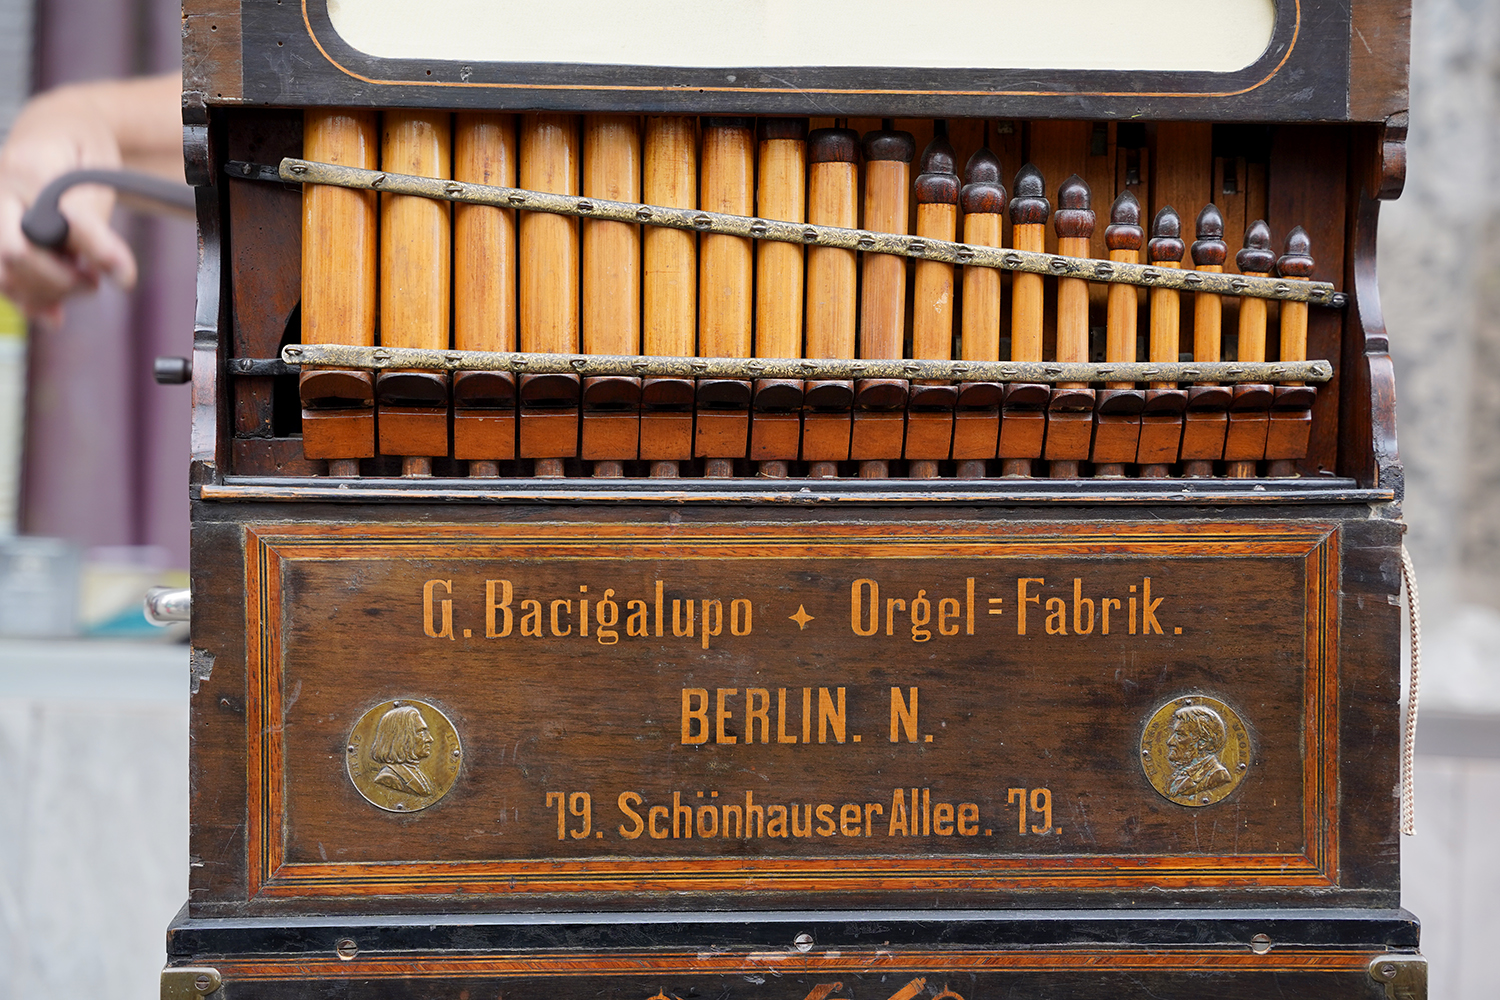 G. Bacigalupo ✦ Orgel=Fabrik.
BERLIN. N.
79. Schönhauser Allee. 79.